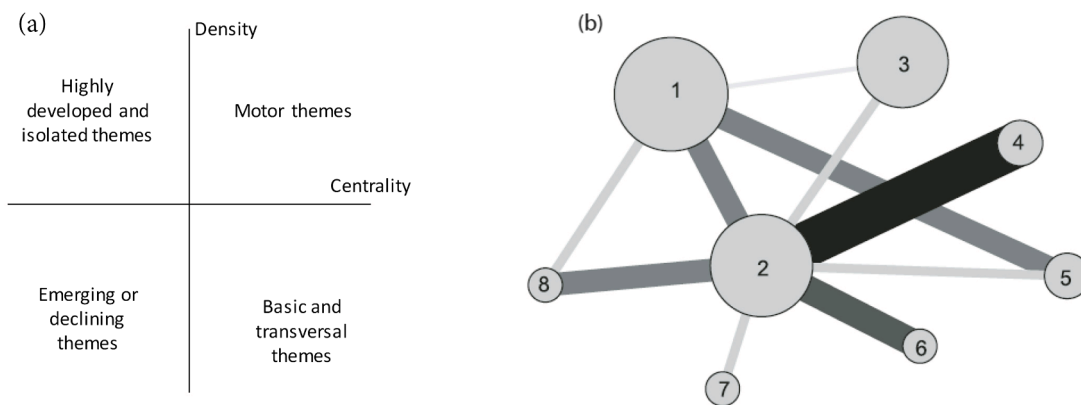 (a)
Density
Highly
developed and
isolated themes
Motor themes
Centrality
Emerging or
declining
themes
Basic and
transversal
themes
(b)
1
3
4
2
5
8
6
7